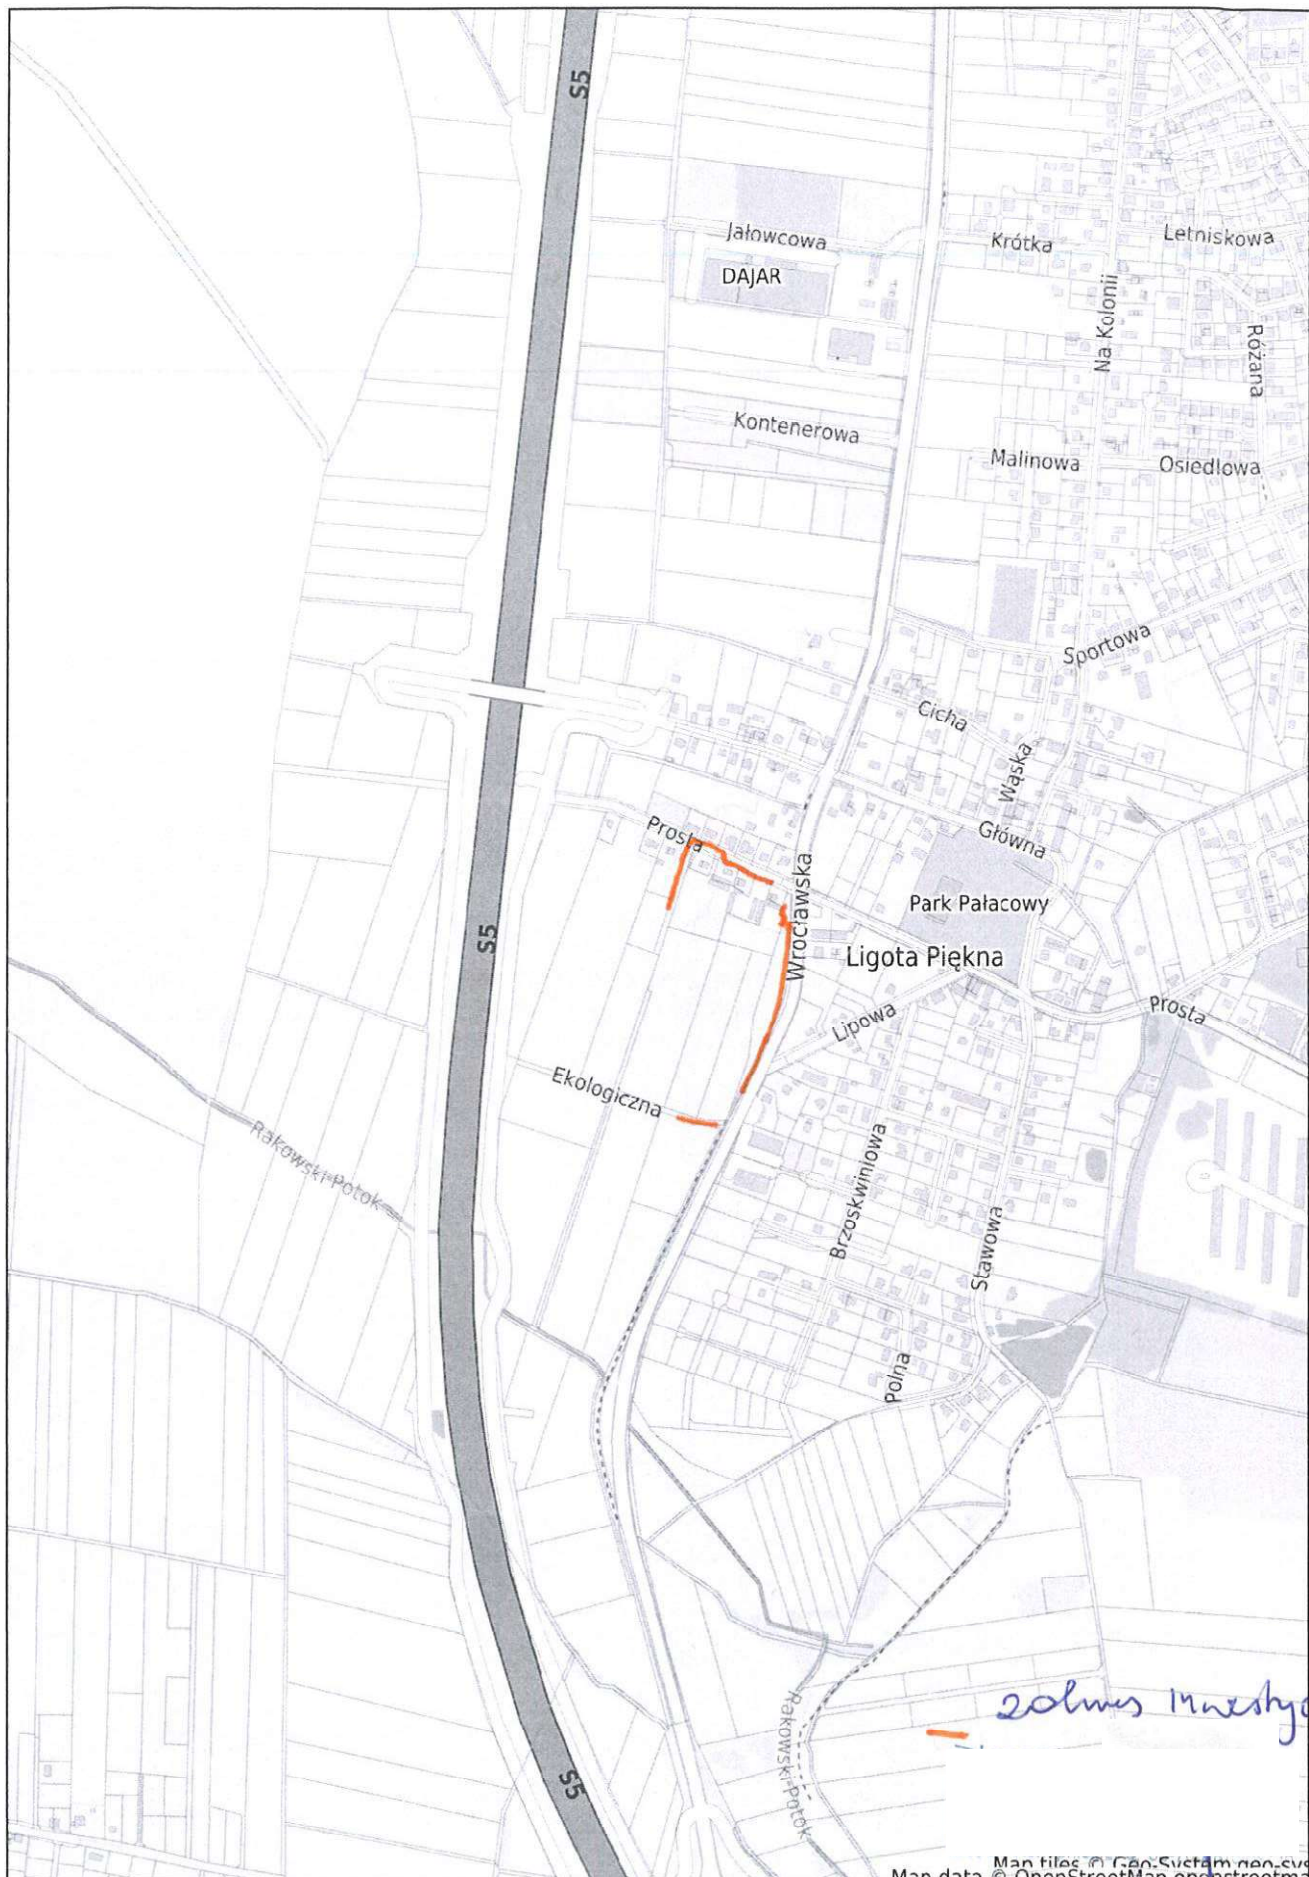 S5
Jałowcowa
Krótka
Letniskowa
DAJAR
Na Kolonii
Różana
Kontenerowa
Malinowa
Osiedlowa
Sportowa
Cicha
Wąska
Główna
Prosta
Wrocławska
Park Pałacowy
S5
Ligota Piękna
Lipowa
Prosta
Ekologiczna
Rakowski Potok
Brzoskwiniowa
Stawowa
Polna
Rakowski Potok
S5
Map tiles © Geo-System geo-sys
Map data © OpenStreetMap openstreetma